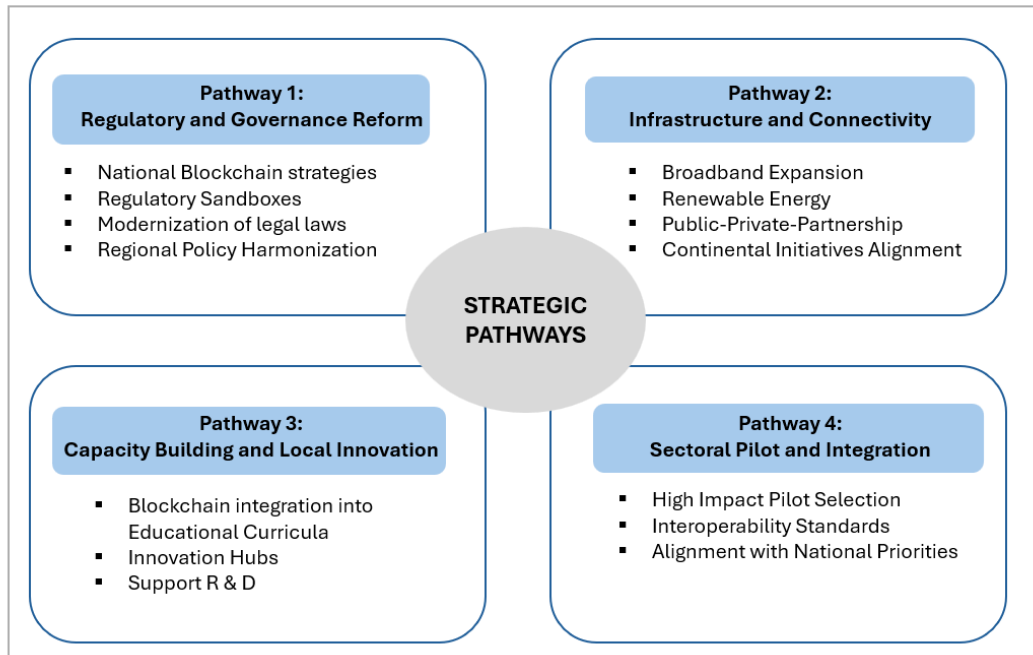 Pathway 1:
Regulatory and Governance Reform
▪ National Blockchain strategies
▪ Regulatory Sandboxes
▪ Modernization of legal laws
▪ Regional Policy Harmonization
Pathway 2:
Infrastructure and Connectivity
▪ Broadband Expansion
▪ Renewable Energy
▪ Public-Private-Partnership
▪ Continental Initiatives Alignment
STRATEGIC
PATHWAYS
Pathway 3:
Capacity Building and Local Innovation
▪ Blockchain integration into
Educational Curricula
▪ Innovation Hubs
▪ Support R & D
Pathway 4:
Sectoral Pilot and Integration
▪ High Impact Pilot Selection
▪ Interoperability Standards
▪ Alignment with National Priorities